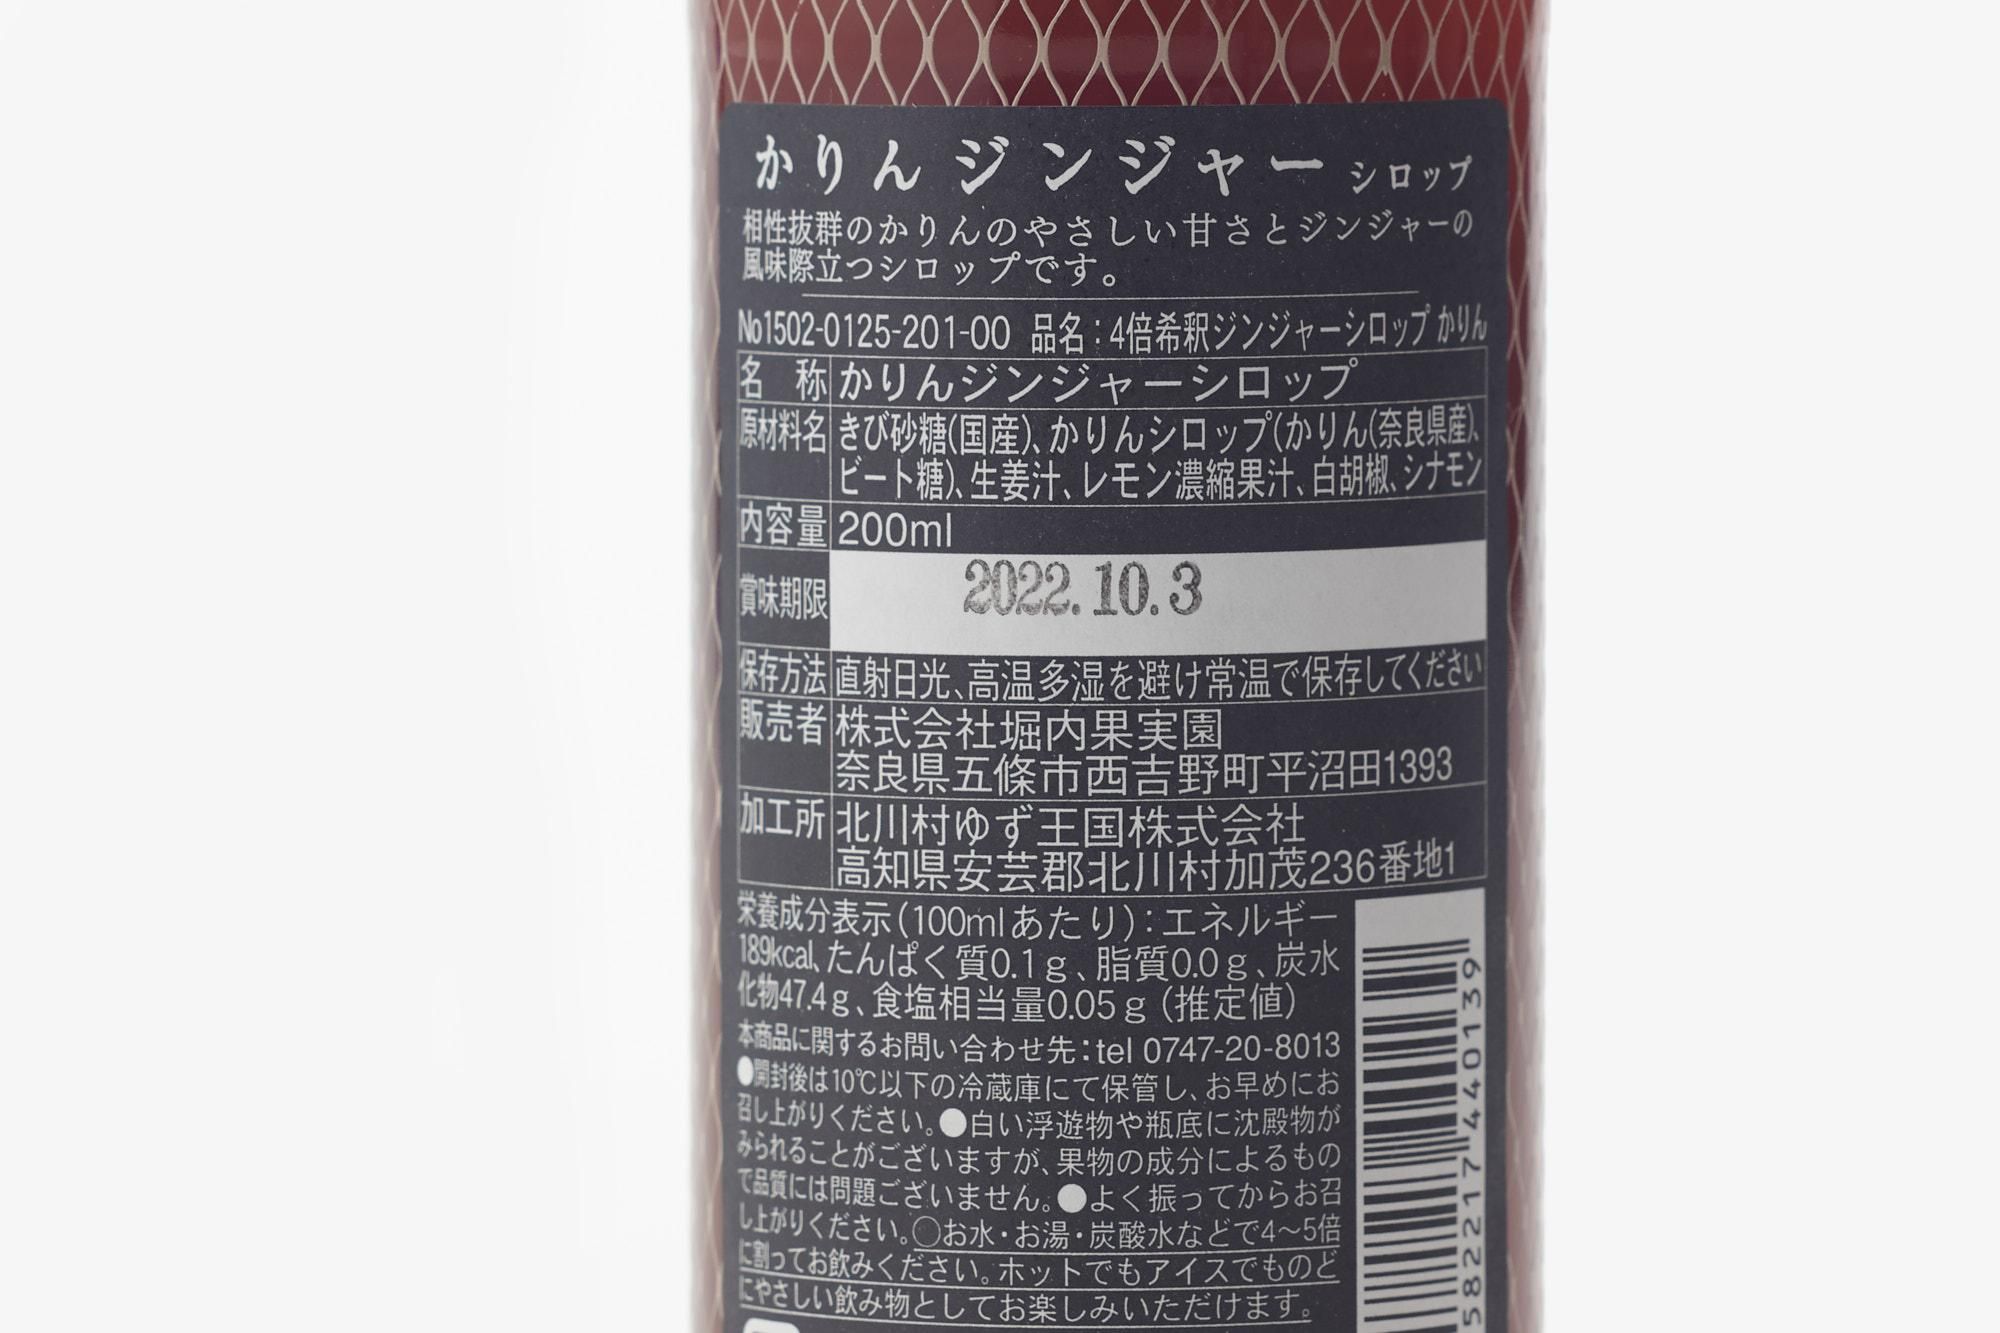 かりんジンジャーシロップ
相性抜群のかりんのやさしい甘さとジンジャーの
風味際立つシロップです。
No1502-0125-201-00 品名：4倍希釈ジンジャーシロップ かりん
名　称 かりんジンジャーシロップ
原材料名 きび砂糖(国産)、かりんシロップ(かりん(奈良県産)、
ビート糖)、生姜汁、レモン濃縮果汁、白胡椒、シナモン
内容量 200ml
賞味期限 2022.10.3
保存方法 直射日光、高温多湿を避け常温で保存してください
販売者 株式会社堀内果実園
奈良県五條市西吉野町平沼田1393
加工所 北川村ゆず王国株式会社
高知県安芸郡北川村加茂236番地1
栄養成分表示(100mlあたり)：エネルギー
189kcal、たんぱく質0.1g、脂質0.0g、炭水
化物47.4g、食塩相当量0.05g(推定値)
本商品に関するお問い合わせ先：tel 0747-20-8013
●開封後は10℃以下の冷蔵庫にて保管し、お早めにお
召し上がりください。●白い浮遊物や瓶底に沈殿物が
みられることがございますが、果物の成分によるもの
で品質には問題ございません。●よく振ってからお召
し上がりください。○お水・お湯・炭酸水などで4～5倍
に割ってお飲みください。ホットでもアイスでものど
にやさしい飲み物としてお楽しみいただけます。
582217440139